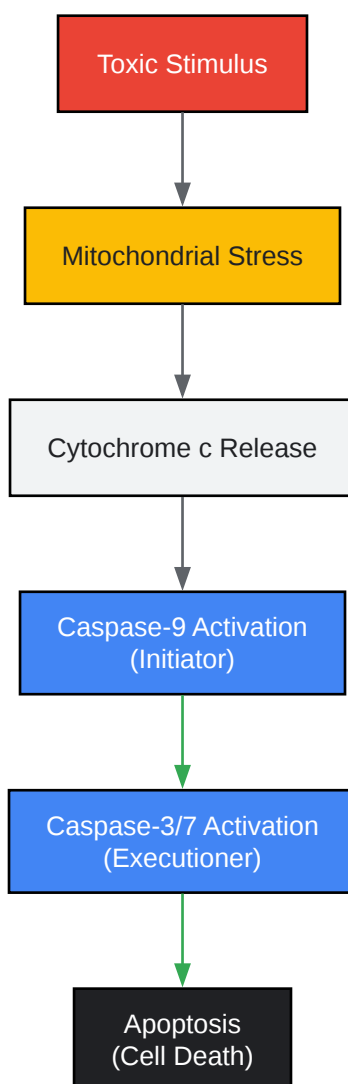 Toxic Stimulus
Mitochondrial Stress
Cytochrome c Release
Caspase-9 Activation
(Initiator)
Caspase-3/7 Activation
(Executioner)
Apoptosis
(Cell Death)